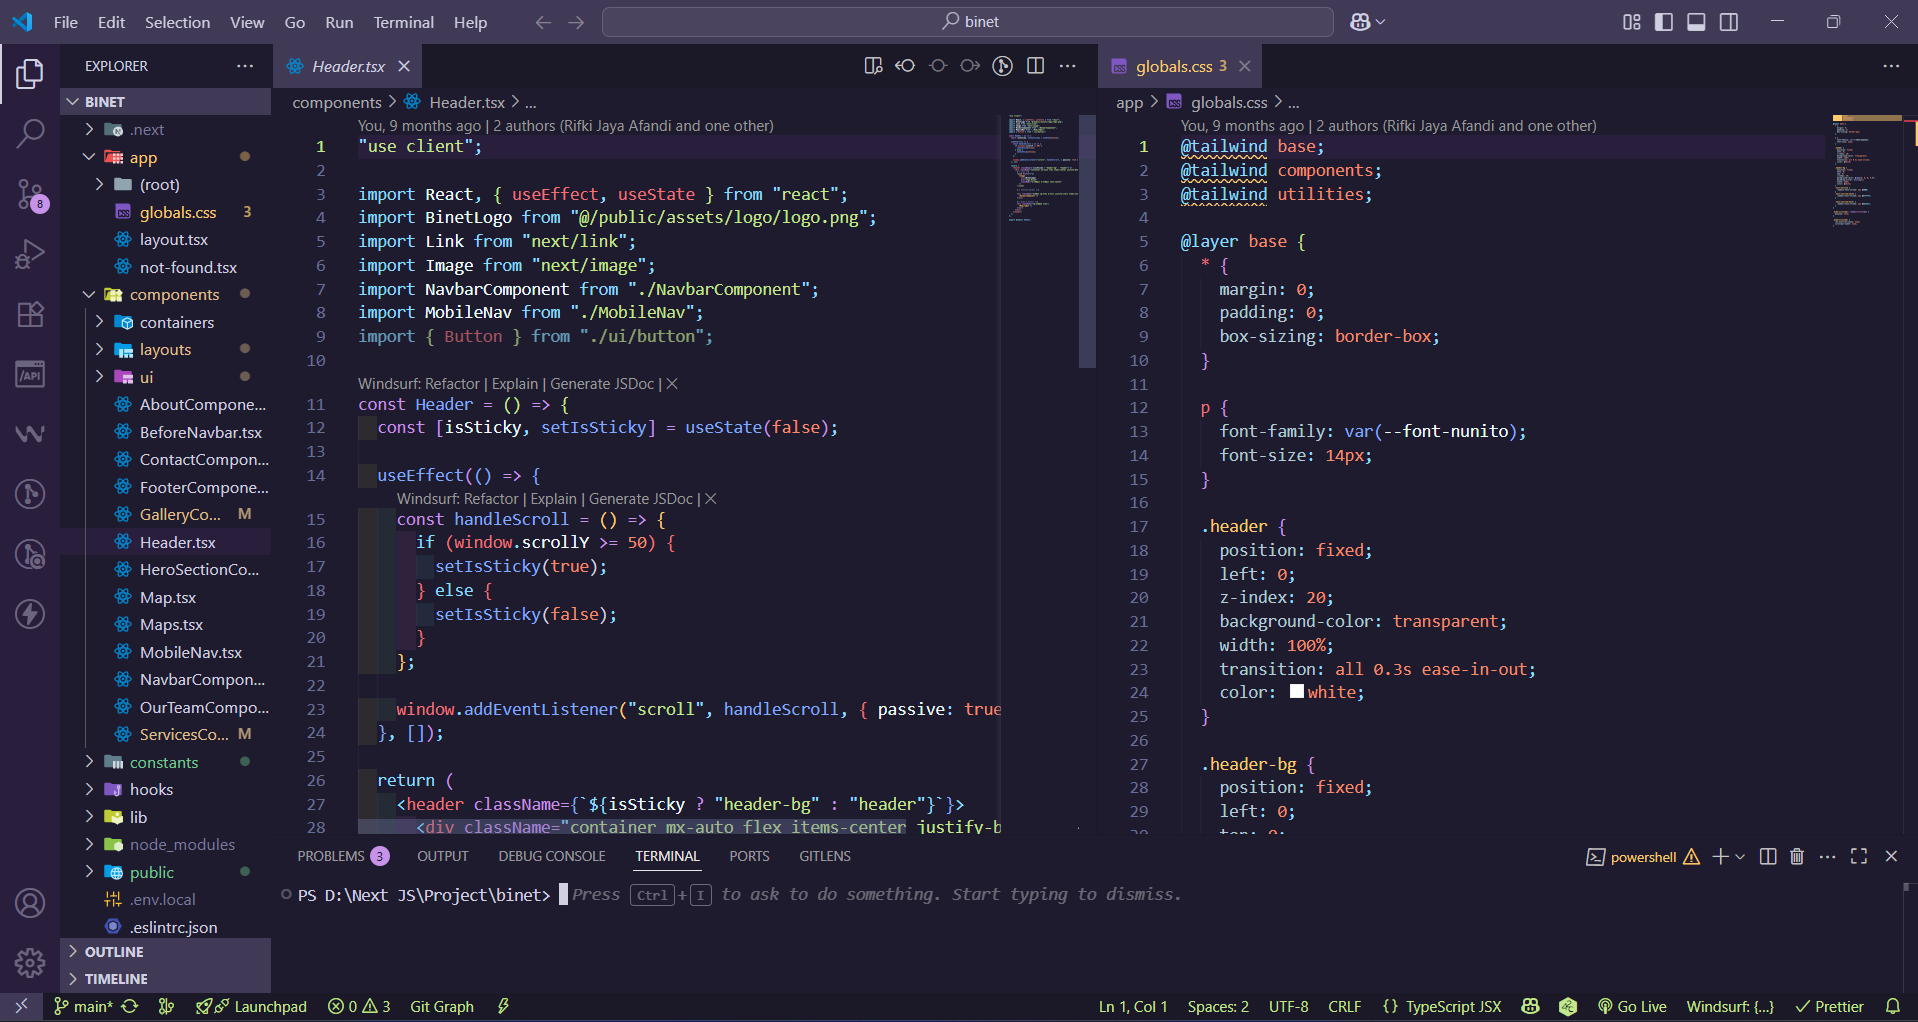 File Edit Selection View Go Run Terminal Help
binet
EXPLORER
BINET
.next
app
(root)
globals.css 3
layout.tsx
not-found.tsx
components
containers
layouts
ui
AboutCompone...
BeforeNavbar.tsx
ContactCompon...
FooterCompone...
GalleryCo... M
Header.tsx
HeroSectionCo...
Map.tsx
Maps.tsx
MobileNav.tsx
NavbarCompon...
OurTeamCompo...
ServicesCo... M
constants
hooks
lib
node_modules
public
.env.local
.eslintrc.json
OUTLINE
TIMELINE
8
/API
Header.tsx
components > Header.tsx > ...
You, 9 months ago | 2 authors (Rifki Jaya Afandi and one other)
1 "use client";
2
3 import React, { useEffect, useState } from "react";
4 import BinetLogo from "@/public/assets/logo/logo.png";
5 import Link from "next/link";
6 import Image from "next/image";
7 import NavbarComponent from "./NavbarComponent";
8 import MobileNav from "./MobileNav";
9 import { Button } from "./ui/button";
10
Windsurf: Refactor | Explain | Generate JSDoc | ×
11 const Header = () => {
12 const [isSticky, setIsSticky] = useState(false);
13
14 useEffect(() => {
Windsurf: Refactor | Explain | Generate JSDoc | ×
15 const handleScroll = () => {
16 if (window.scrollY >= 50) {
17 setIsSticky(true);
18 } else {
19 setIsSticky(false);
20 }
21 };
22
23 window.addEventListener("scroll", handleScroll, { passive: true
24 }, []);
25
26 return (
27 <header className={`${isSticky ? "header-bg" : "header"}`}>
28 <div className="container mx-auto flex items-center justify-b
globals.css 3
app > globals.css > ...
You, 9 months ago | 2 authors (Rifki Jaya Afandi and one other)
1 @tailwind base;
2 @tailwind components;
3 @tailwind utilities;
4
5 @layer base {
6 * {
7 margin: 0;
8 padding: 0;
9 box-sizing: border-box;
10 }
11
12 p {
13 font-family: var(--font-nunito);
14 font-size: 14px;
15 }
16
17 .header {
18 position: fixed;
19 left: 0;
20 z-index: 20;
21 background-color: transparent;
22 width: 100%;
23 transition: all 0.3s ease-in-out;
24 color: white;
25 }
26
27 .header-bg {
28 position: fixed;
29 left: 0;
30 top: 0;
PROBLEMS 3 OUTPUT DEBUG CONSOLE TERMINAL PORTS GITLENS
powershell
PS D:\Next JS\Project\binet> Press Ctrl+I to ask to do something. Start typing to dismiss.
main* Launchpad 0 3 Git Graph
Ln 1, Col 1 Spaces: 2 UTF-8 CRLF {} TypeScript JSX Go Live Windsurf: {...} Prettier